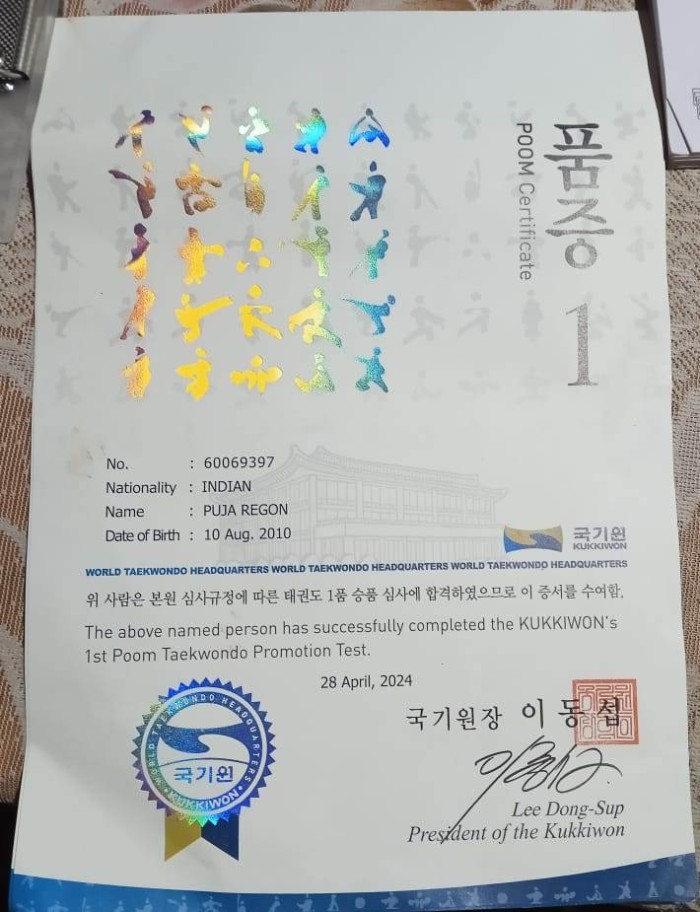 품증 1
POOM Certificate
No. : 60069397
Nationality : INDIAN
Name : PUJA REGON
Date of Birth : 10 Aug. 2010
국기원
KUKKIWON
WORLD TAEKWONDO HEADQUARTERS WORLD TAEKWONDO HEADQUARTERS WORLD TAEKWONDO HEADQUARTERS
위 사람은 본원 심사규정에 따른 태권도 1품 승품 심사에 합격하였으므로 이 증서를 수여함.
The above named person has successfully completed the KUKKIWON's
1st Poom Taekwondo Promotion Test.
28 April, 2024
국기원장 이동섭
Lee Dong-Sup
President of the Kukkiwon
WORLD TAEKWONDO HEADQUARTERS
국기원
KUKKIWON